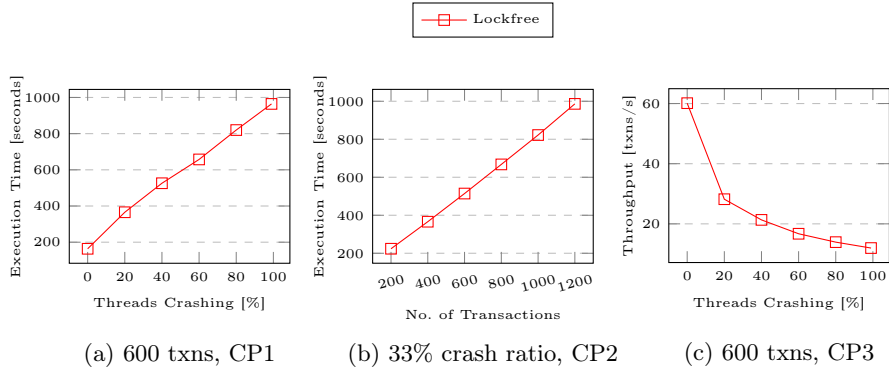 Lockfree
Execution Time [seconds]
1000
800
600
400
200
0 20 40 60 80 100
Threads Crashing [%]
(a) 600 txns, CP1
Execution Time [seconds]
1000
800
600
400
200
200 400 600 800 1000 1200
No. of Transactions
(b) 33% crash ratio, CP2
Throughput [txns/s]
60
40
20
0 20 40 60 80 100
Threads Crashing [%]
(c) 600 txns, CP3